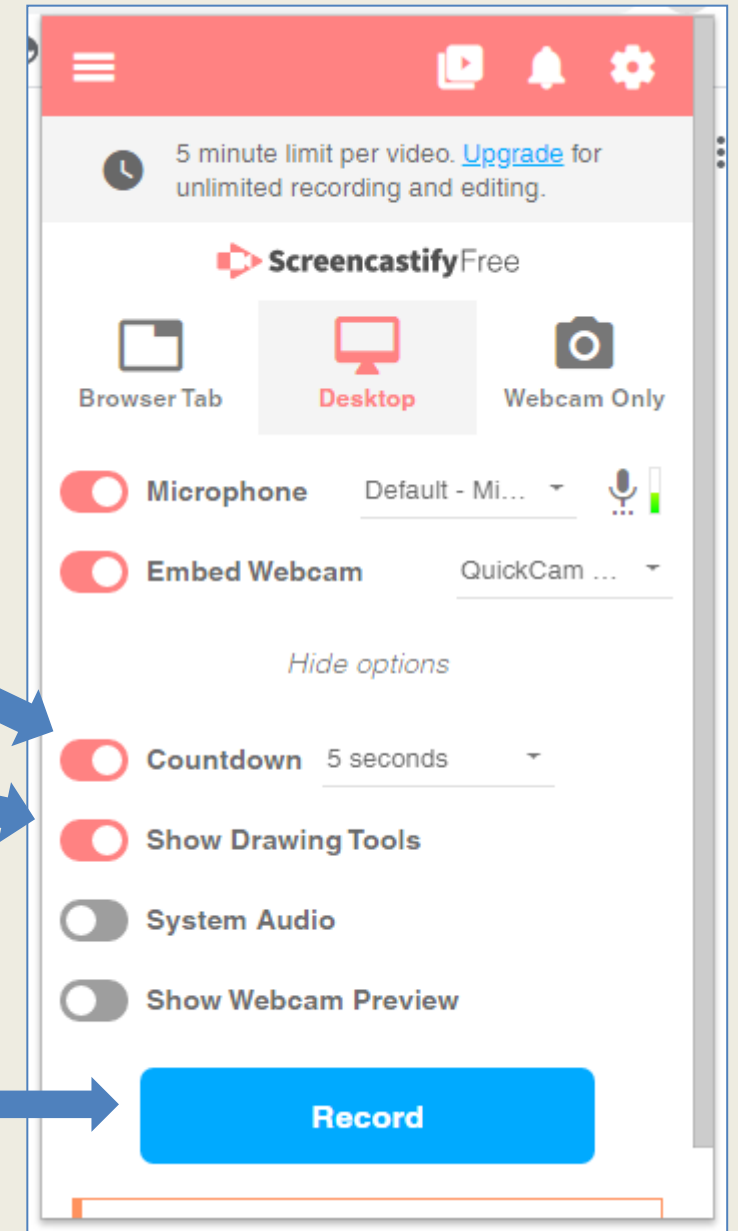 5 minute limit per video. Upgrade for
unlimited recording and editing.
ScreencastifyFree
Browser Tab Desktop Webcam Only
Microphone Default - Mi...
Embed Webcam QuickCam ...
Hide options
Countdown 5 seconds
Show Drawing Tools
System Audio
Show Webcam Preview
Record